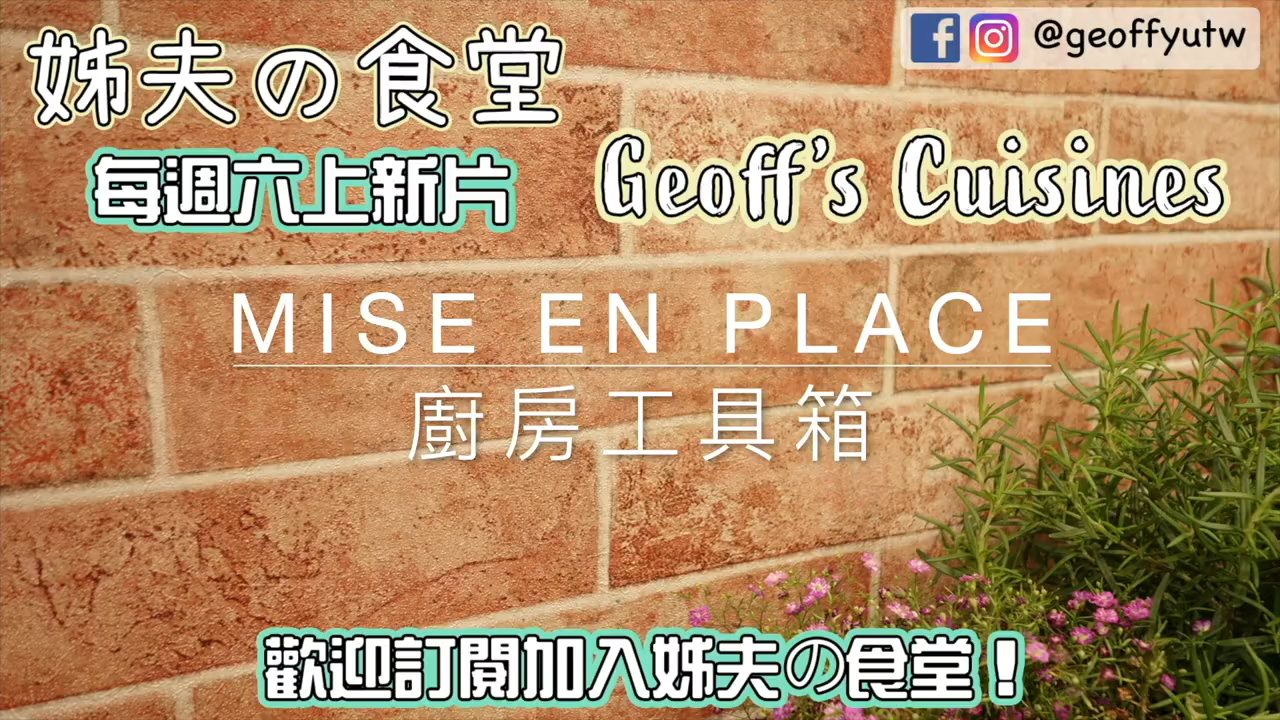 @geoffyutw
姊夫の食堂
每週六上新片
Geoff's Cuisines
MISE EN PLACE
廚房工具箱
歡迎訂閱加入姊夫の食堂！